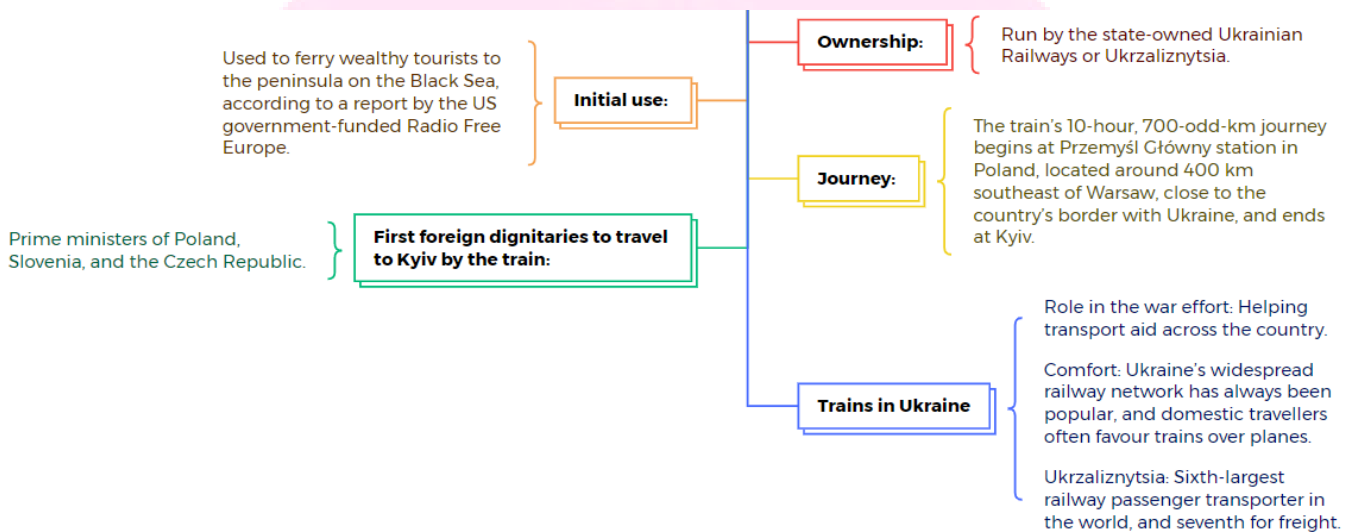 Ownership:
Run by the state-owned Ukrainian
Railways or Ukrzaliznytsia.
Used to ferry wealthy tourists to
the peninsula on the Black Sea,
according to a report by the US
government-funded Radio Free
Europe.
Initial use:
Journey:
The train’s 10-hour, 700-odd-km journey
begins at Przemyśl Główny station in
Poland, located around 400 km
southeast of Warsaw, close to the
country’s border with Ukraine, and ends
at Kyiv.
Prime ministers of Poland,
Slovenia, and the Czech Republic.
First foreign dignitaries to travel
to Kyiv by the train:
Trains in Ukraine
Role in the war effort: Helping
transport aid across the country.
Comfort: Ukraine’s widespread
railway network has always been
popular, and domestic travellers
often favour trains over planes.
Ukrzaliznytsia: Sixth-largest
railway passenger transporter in
the world, and seventh for freight.